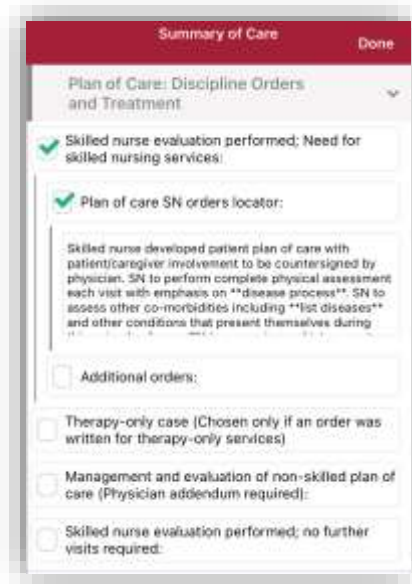 Summary of Care
Done
Plan of Care: Discipline Orders
and Treatment
Skilled nurse evaluation performed; Need for
skilled nursing services:
Plan of care SN orders locator:
Skilled nurse developed patient plan of care with
patient/caregiver involvement to be countersigned by
physician. SN to perform complete physical assessment
each visit with emphasis on **disease process**. SN to
assess other co-morbidities including **list diseases**
and other conditions that present themselves during
Additional orders:
Therapy-only case (Chosen only if an order was
written for therapy-only services)
Management and evaluation of non-skilled plan of
care (Physician addendum required):
Skilled nurse evaluation performed; no further
visits required: